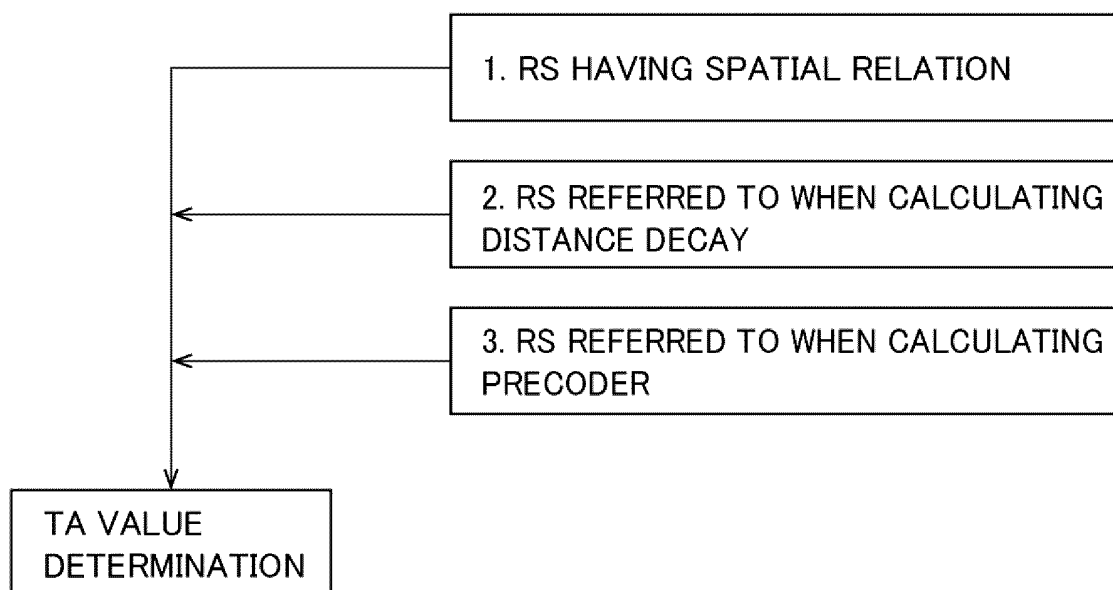 1. RS HAVING SPATIAL RELATION
2. RS REFERRED TO WHEN CALCULATING
DISTANCE DECAY
3. RS REFERRED TO WHEN CALCULATING
PRECODER
TA VALUE
DETERMINATION